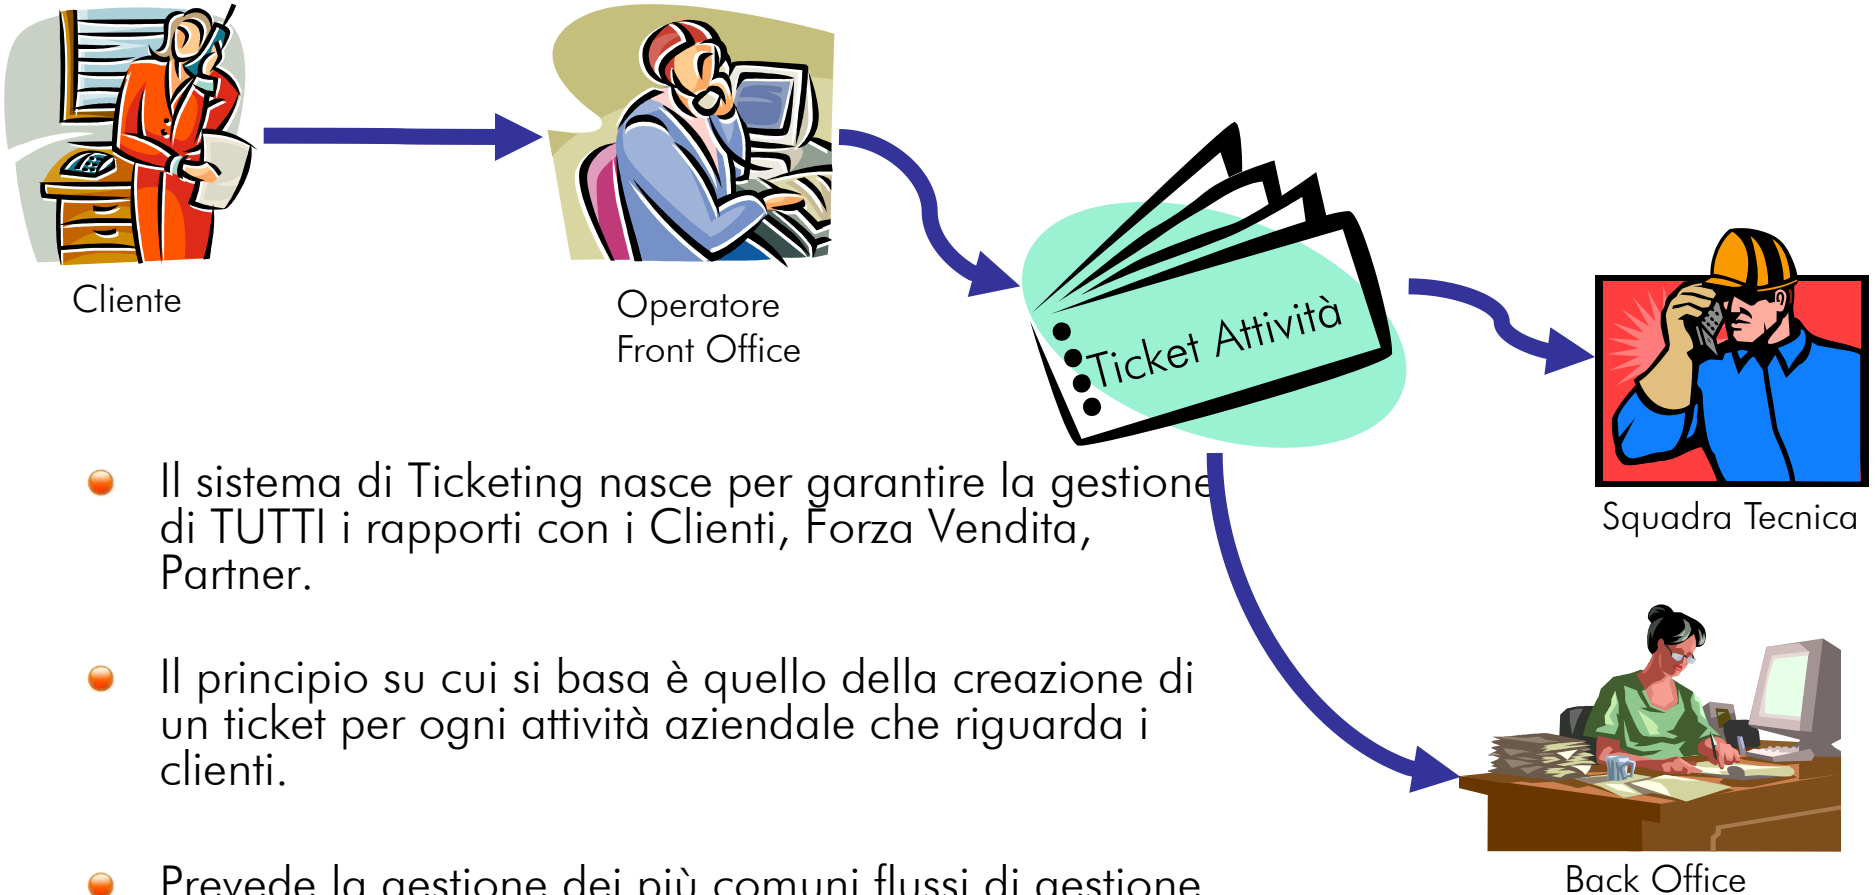 Cliente
Operatore
Front Office
Ticket Attività
Squadra Tecnica
Il sistema di Ticketing nasce per garantire la gestione
di TUTTI i rapporti con i Clienti, Forza Vendita,
Partner.
Il principio su cui si basa è quello della creazione di
un ticket per ogni attività aziendale che riguarda i
clienti.
Prevede la gestione dei più comuni flussi di gestione
Back Office